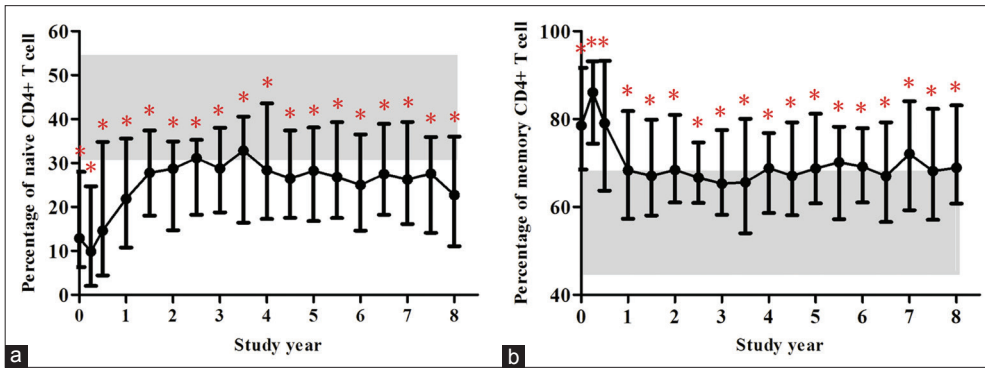 Percentage of naive CD4+ T cell
60
50
40
30
20
10
0
* * * * * * * * * * * * * * * * * *
0 1 2 3 4 5 6 7 8
Study year
a
Percentage of memory CD4+ T cell
100
80
60
40
* * * * * * * * * * * * * * * * * *
0 1 2 3 4 5 6 7 8
Study year
b